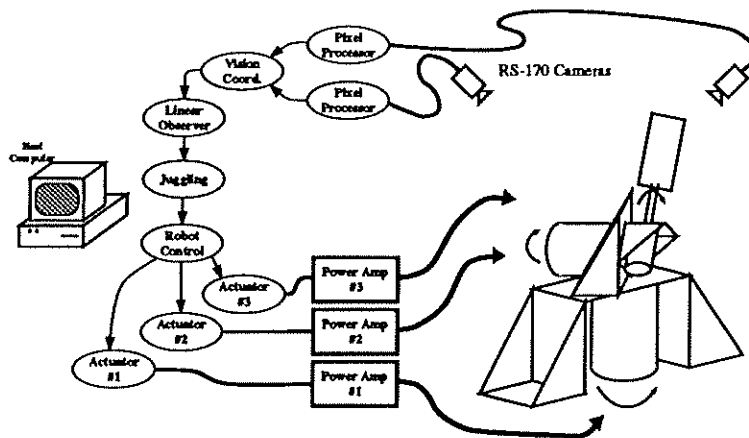 Pixel
Processor
Vision
Coord.
Pixel
Processor
RS-170 Cameras
Linear
Observer
Host
Computer
Juggling
Robot
Control
Actuator
#3
Power Amp
#3
Actuator
#2
Power Amp
#2
Actuator
#1
Power Amp
#1